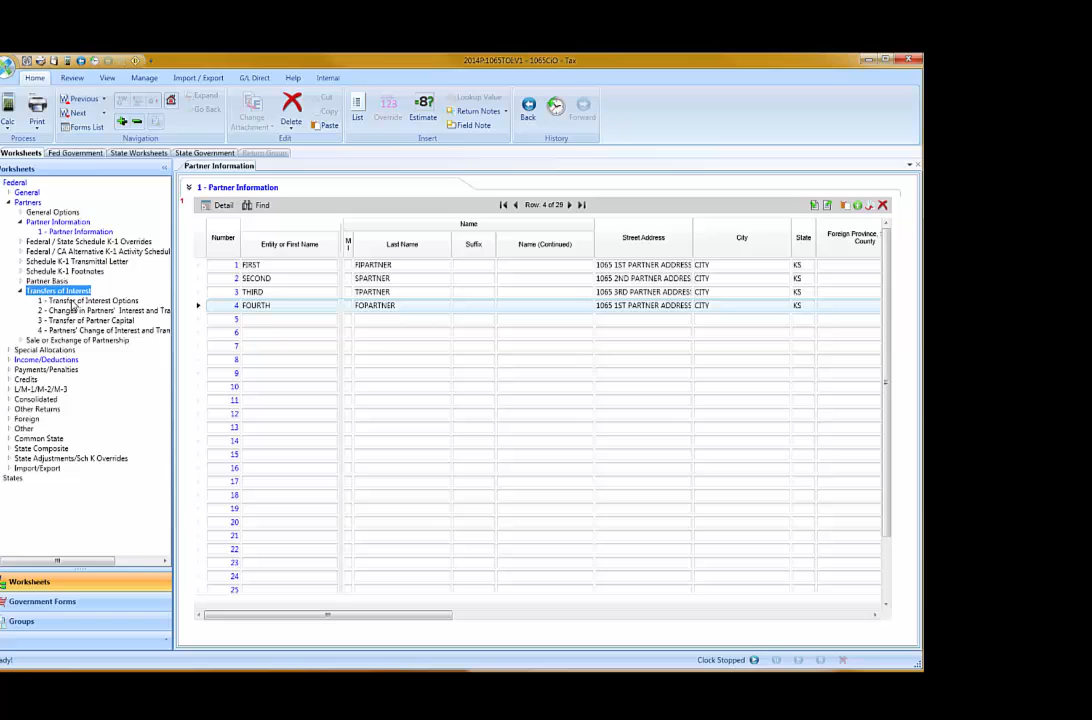 2014P:1065TOI:V1 - 1065CiO - Tax
Home Review View Manage Import / Export G/L Direct Help Internal
Calc
Print
Previous
Next
Forms List
Expand
Go Back
Change Attachment
Delete
Cut
Copy
Paste
List
Override
Estimate
Lookup Value
Return Notes
Field Note
Back
Forward
Process Navigation Edit Insert History
Worksheets Fed Government State Worksheets State Government Return Groups
Worksheets
Partner Information
Federal
General
Partners
General Options
Partner Information
1 - Partner Information
Federal / State Schedule K-1 Overrides
Federal / CA Alternative K-1 Activity Schedul
Schedule K-1 Transmittal Letter
Schedule K-1 Footnotes
Partner Basis
Transfers of Interest
1 - Transfer of Interest Options
2 - Changes in Partners' Interest and Tra
3 - Transfer of Partner Capital
4 - Partners' Change of Interest and Tran
Sale or Exchange of Partnership
Special Allocations
Income/Deductions
Payments/Penalties
Credits
L/M-1/M-2/M-3
Consolidated
Other Returns
Foreign
Other
Common State
State Composite
State Adjustments/Sch K Overrides
Import/Export
States
Worksheets
Government Forms
Groups
1 - Partner Information
1
Detail Find Row: 4 of 29
Name
Number Entity or First Name M I Last Name Suffix Name (Continued) Street Address City State Foreign Province, County
1 FIRST FIPARTNER 1065 1ST PARTNER ADDRESS CITY KS
2 SECOND SPARTNER 1065 2ND PARTNER ADDRESS CITY KS
3 THIRD TPARTNER 1065 3RD PARTNER ADDRESS CITY KS
4 FOURTH FOPARTNER 1065 1ST PARTNER ADDRESS CITY KS
5
6
7
8
9
10
11
12
13
14
15
16
17
18
19
20
21
22
23
24
25
ady!
Clock Stopped